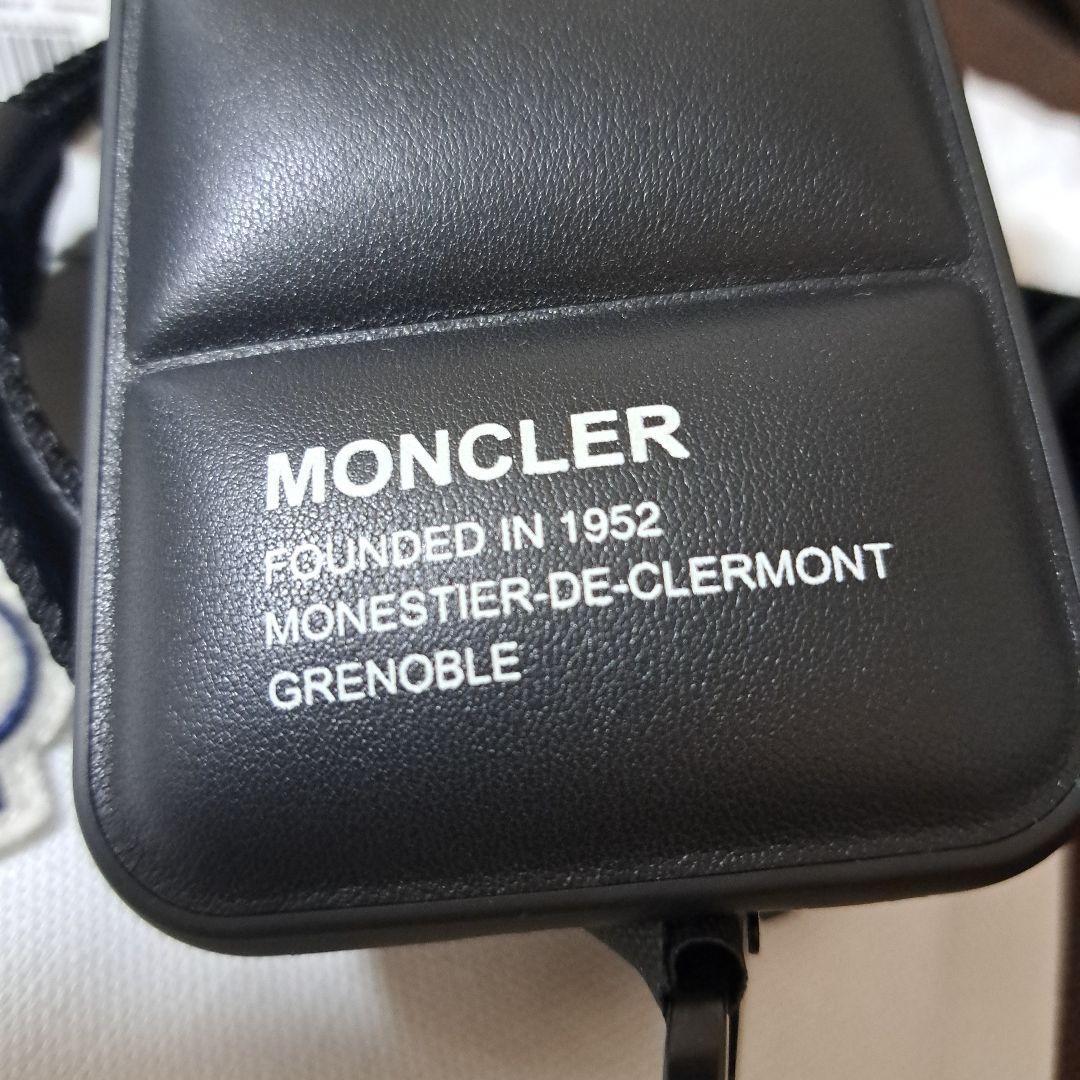 MONCLER
FOUNDED IN 1952
MONESTIER-DE-CLERMONT
GRENOBLE